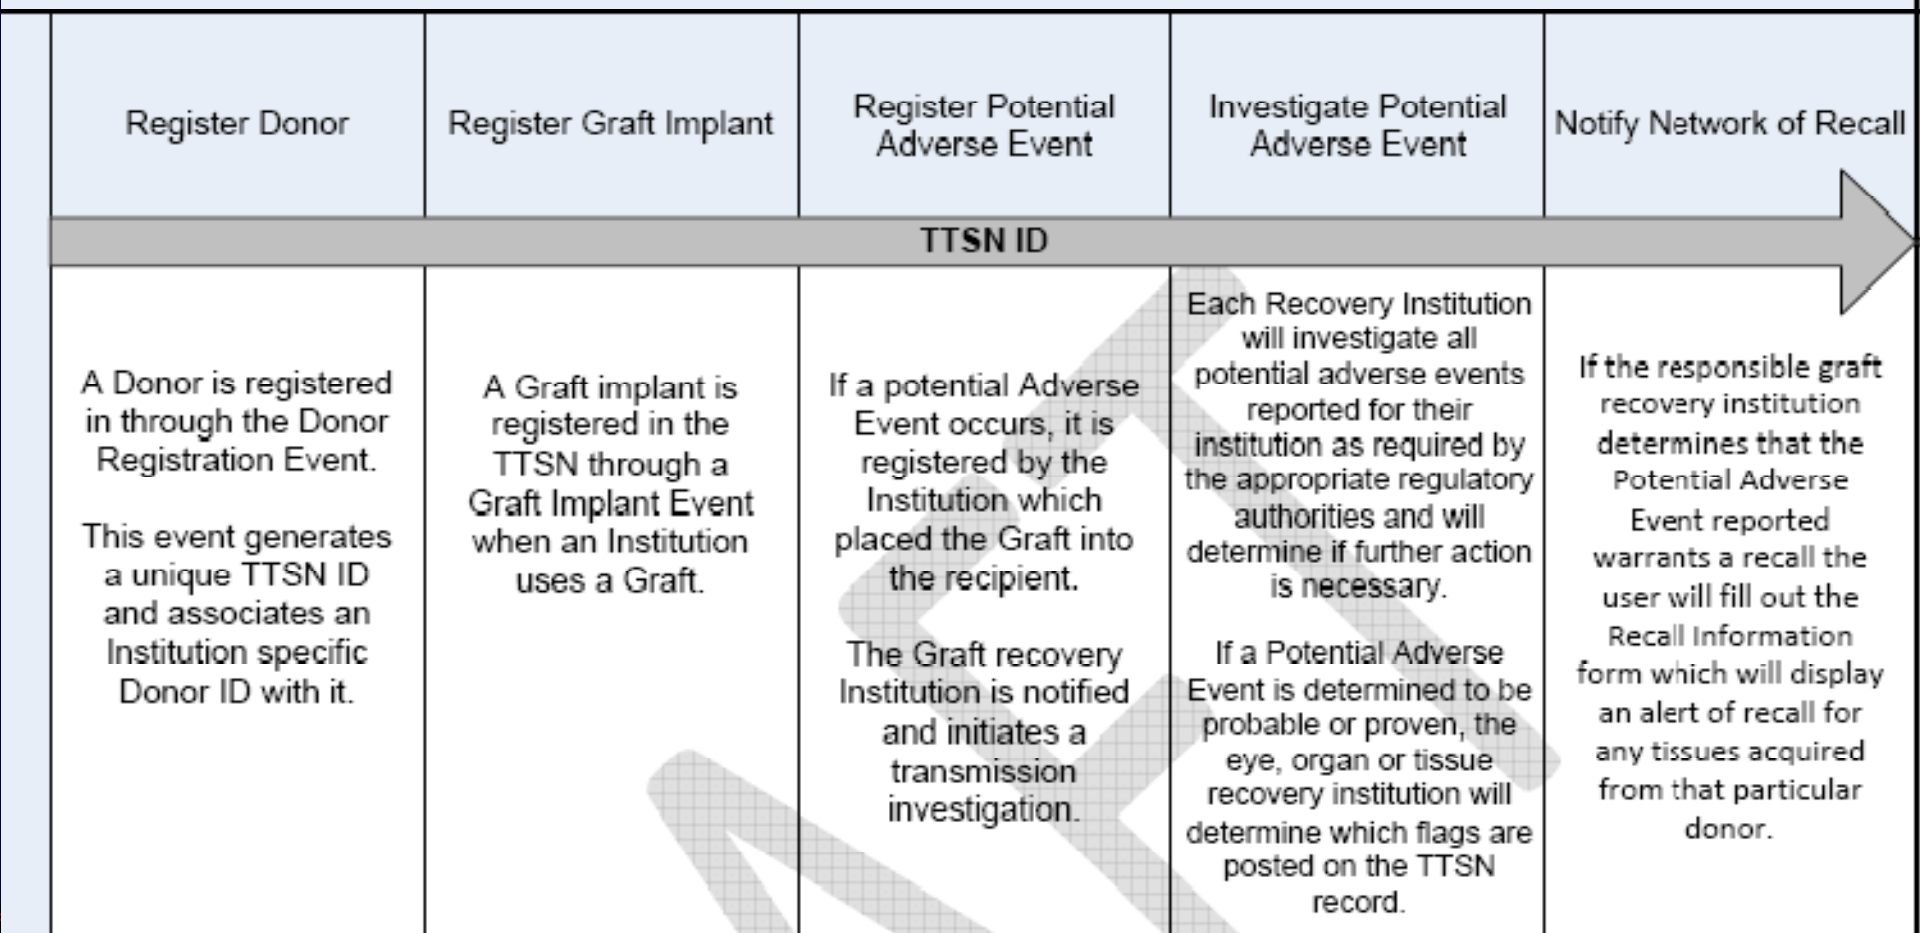 Register Donor
Register Graft Implant
Register Potential
Adverse Event
Investigate Potential
Adverse Event
Notify Network of Recall
TTSN ID
A Donor is registered
in through the Donor
Registration Event.
This event generates
a unique TTSN ID
and associates an
Institution specific
Donor ID with it.
A Graft implant is
registered in the
TTSN through a
Graft Implant Event
when an Institution
uses a Graft.
If a potential Adverse
Event occurs, it is
registered by the
Institution which
placed the Graft into
the recipient.
The Graft recovery
Institution is notified
and initiates a
transmission
investigation.
Each Recovery Institution
will investigate all
potential adverse events
reported for their
institution as required by
the appropriate regulatory
authorities and will
determine if further action
is necessary.
If a Potential Adverse
Event is determined to be
probable or proven, the
eye, organ or tissue
recovery institution will
determine which flags are
posted on the TTSN
record.
If the responsible graft
recovery institution
determines that the
Potential Adverse
Event reported
warrants a recall the
user will fill out the
Recall Information
form which will display
an alert of recall for
any tissues acquired
from that particular
donor.